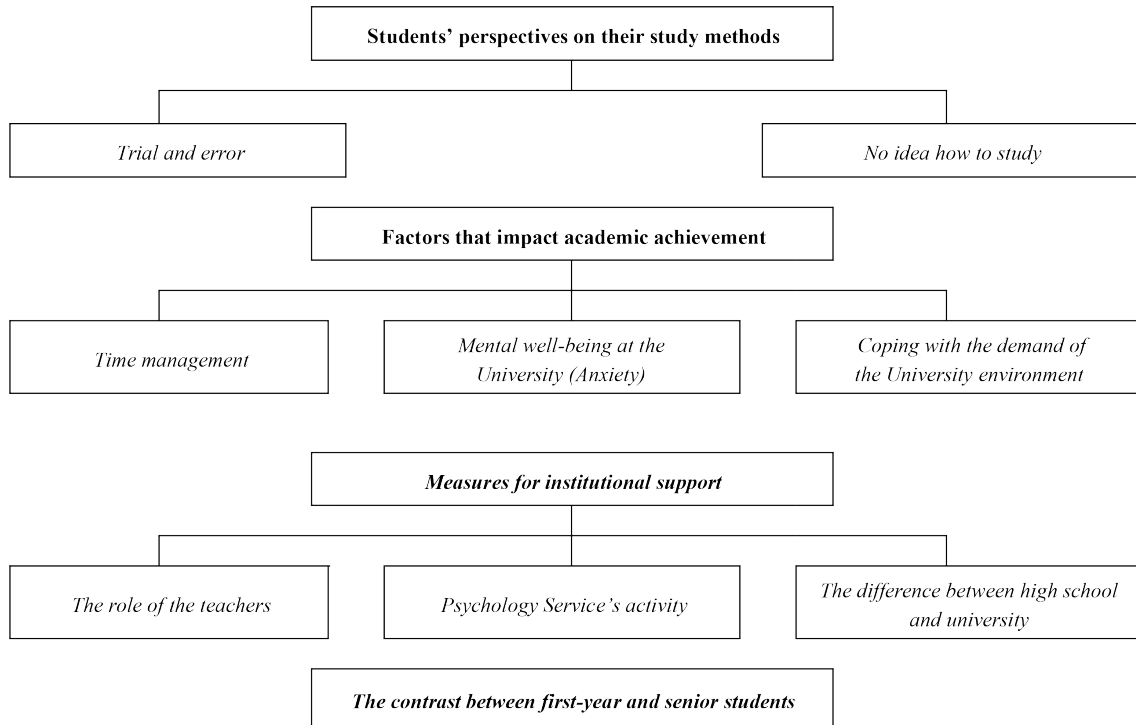 Students’ perspectives on their study methods
Trial and error
No idea how to study
Factors that impact academic achievement
Time management
Mental well-being at the
University (Anxiety)
Coping with the demand of
the University environment
Measures for institutional support
The role of the teachers
Psychology Service’s activity
The difference between high school
and university
The contrast between first-year and senior students